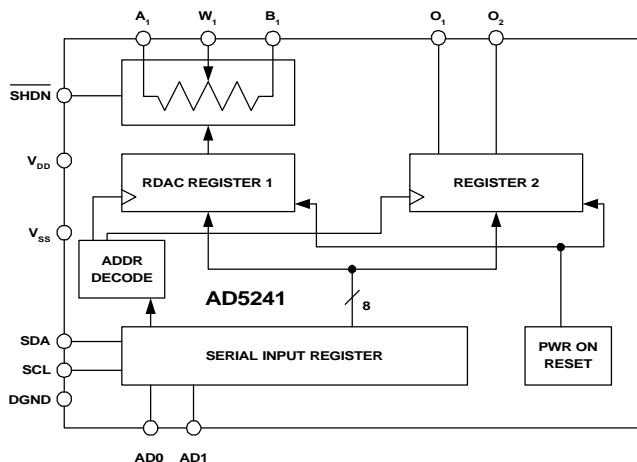 A1 W1 B1 O1 O2
SHDN
VDD
RDAC REGISTER 1
REGISTER 2
VSS
ADDR
DECODE
AD5241
8
SDA
SERIAL INPUT REGISTER
PWR ON
RESET
SCL
DGND
AD0 AD1